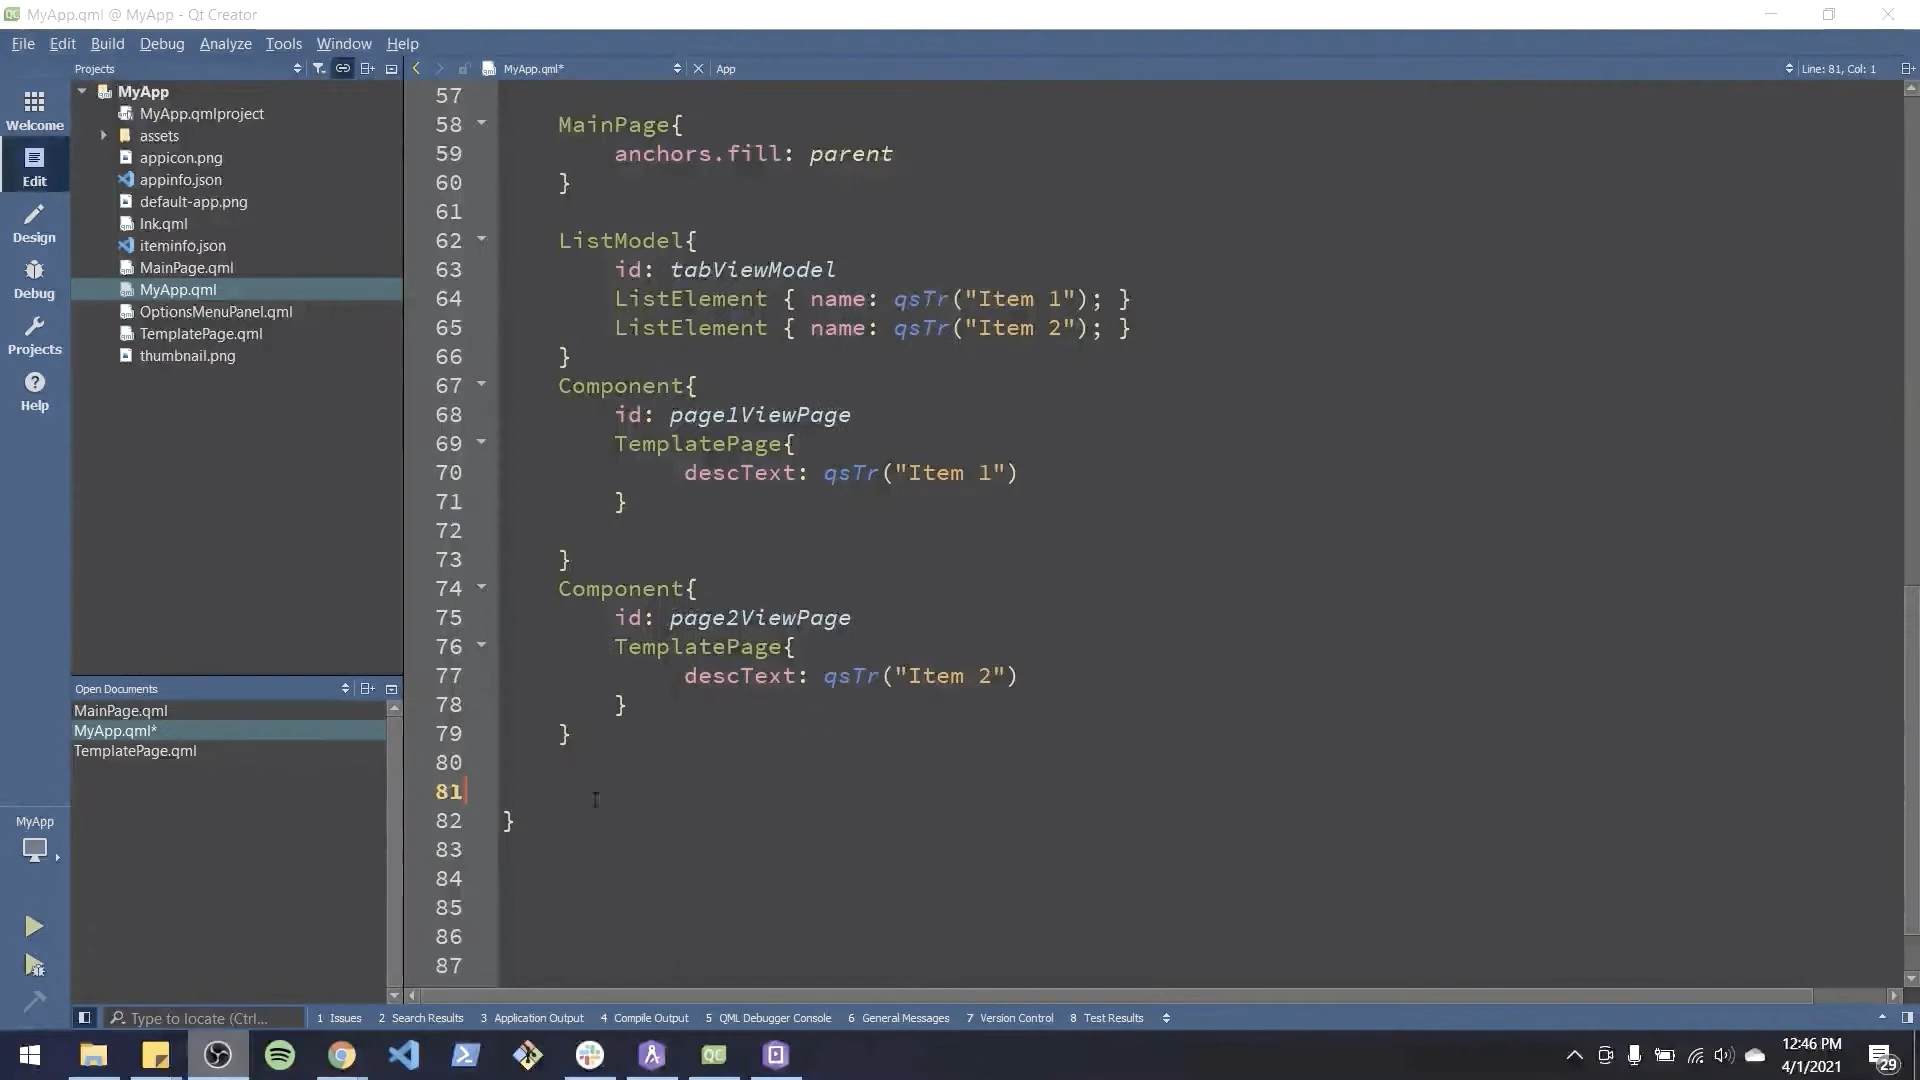 MyApp.qml @ MyApp - Qt Creator
File Edit Build Debug Analyze Tools Window Help
Projects
MyApp.qml*
App
Line: 81, Col: 1
Welcome
Edit
Design
Debug
Projects
Help
MyApp
MyApp.qmlproject
assets
appicon.png
appinfo.json
default-app.png
Ink.qml
iteminfo.json
MainPage.qml
MyApp.qml
OptionsMenuPanel.qml
TemplatePage.qml
thumbnail.png
Open Documents
MainPage.qml
MyApp.qml*
TemplatePage.qml
MyApp
57
58 MainPage{
59 anchors.fill: parent
60 }
61
62 ListModel{
63 id: tabViewModel
64 ListElement { name: qsTr("Item 1"); }
65 ListElement { name: qsTr("Item 2"); }
66 }
67 Component{
68 id: page1ViewPage
69 TemplatePage{
70 descText: qsTr("Item 1")
71 }
72
73 }
74 Component{
75 id: page2ViewPage
76 TemplatePage{
77 descText: qsTr("Item 2")
78 }
79 }
80
81
82 }
83
84
85
86
87
Type to locate (Ctrl...
1 Issues 2 Search Results 3 Application Output 4 Compile Output 5 QML Debugger Console 6 General Messages 7 Version Control 8 Test Results
12:46 PM
4/1/2021
29